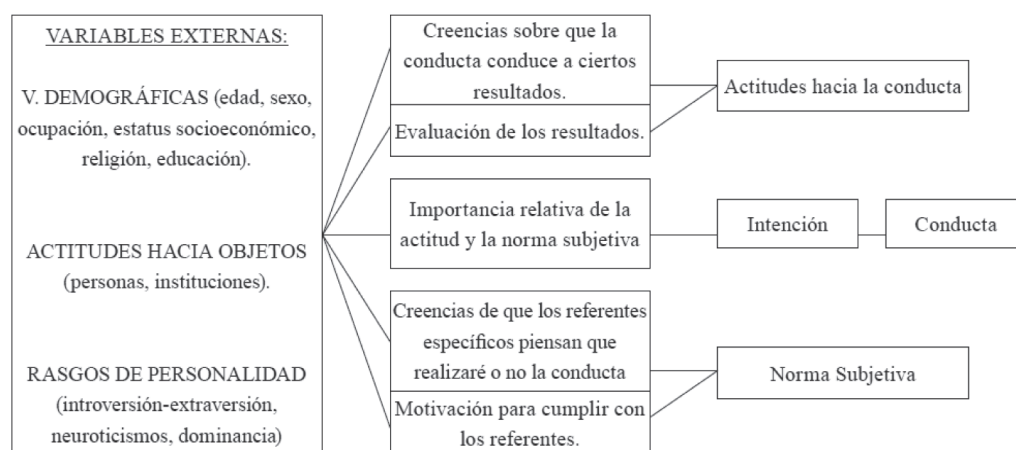 VARIABLES EXTERNAS:
V. DEMOGRÁFICAS (edad, sexo,
ocupación, estatus socioeconómico,
religión, educación).
ACTITUDES HACIA OBJETOS
(personas, instituciones).
RASGOS DE PERSONALIDAD
(introversión-extraversión,
neuroticismos, dominancia)
Creencias sobre que la
conducta conduce a ciertos
resultados.
Evaluación de los resultados.
Importancia relativa de la
actitud y la norma subjetiva
Creencias de que los referentes
específicos piensan que
realizaré o no la conducta
Motivación para cumplir con
los referentes.
Actitudes hacia la conducta
Intención
Conducta
Norma Subjetiva